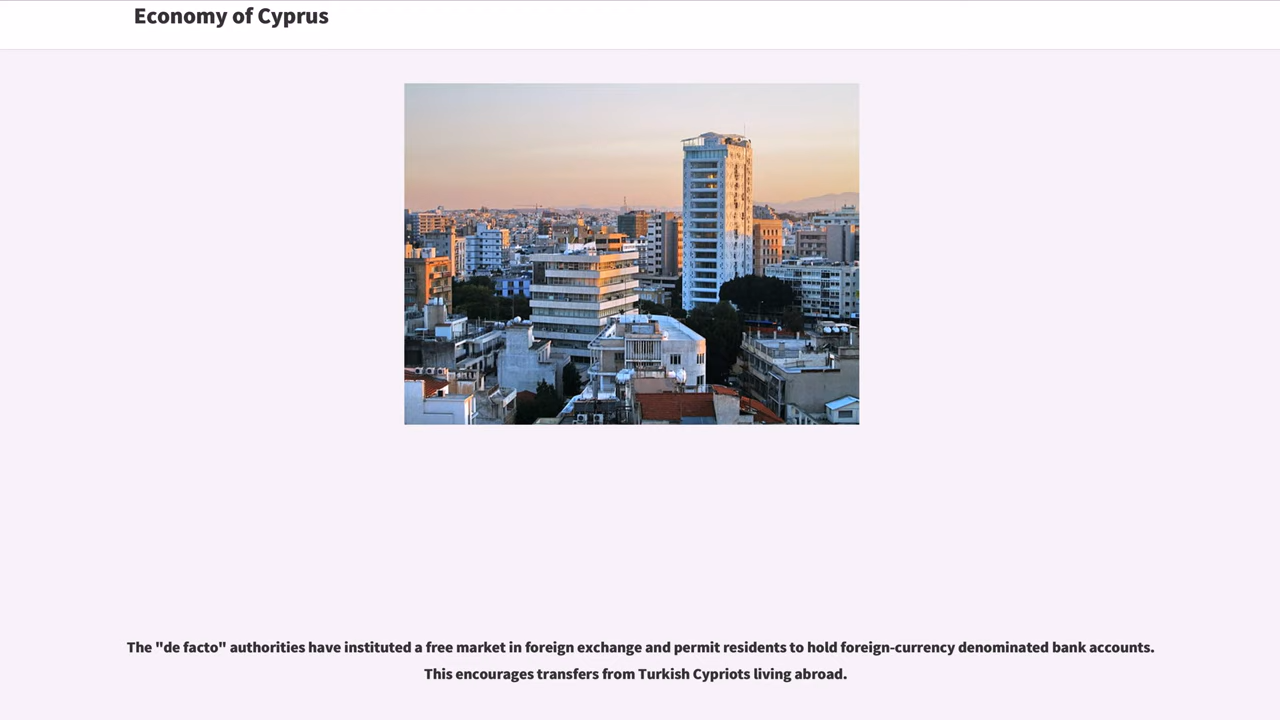 Economy of Cyprus
The "de facto" authorities have instituted a free market in foreign exchange and permit residents to hold foreign-currency denominated bank accounts.
This encourages transfers from Turkish Cypriots living abroad.